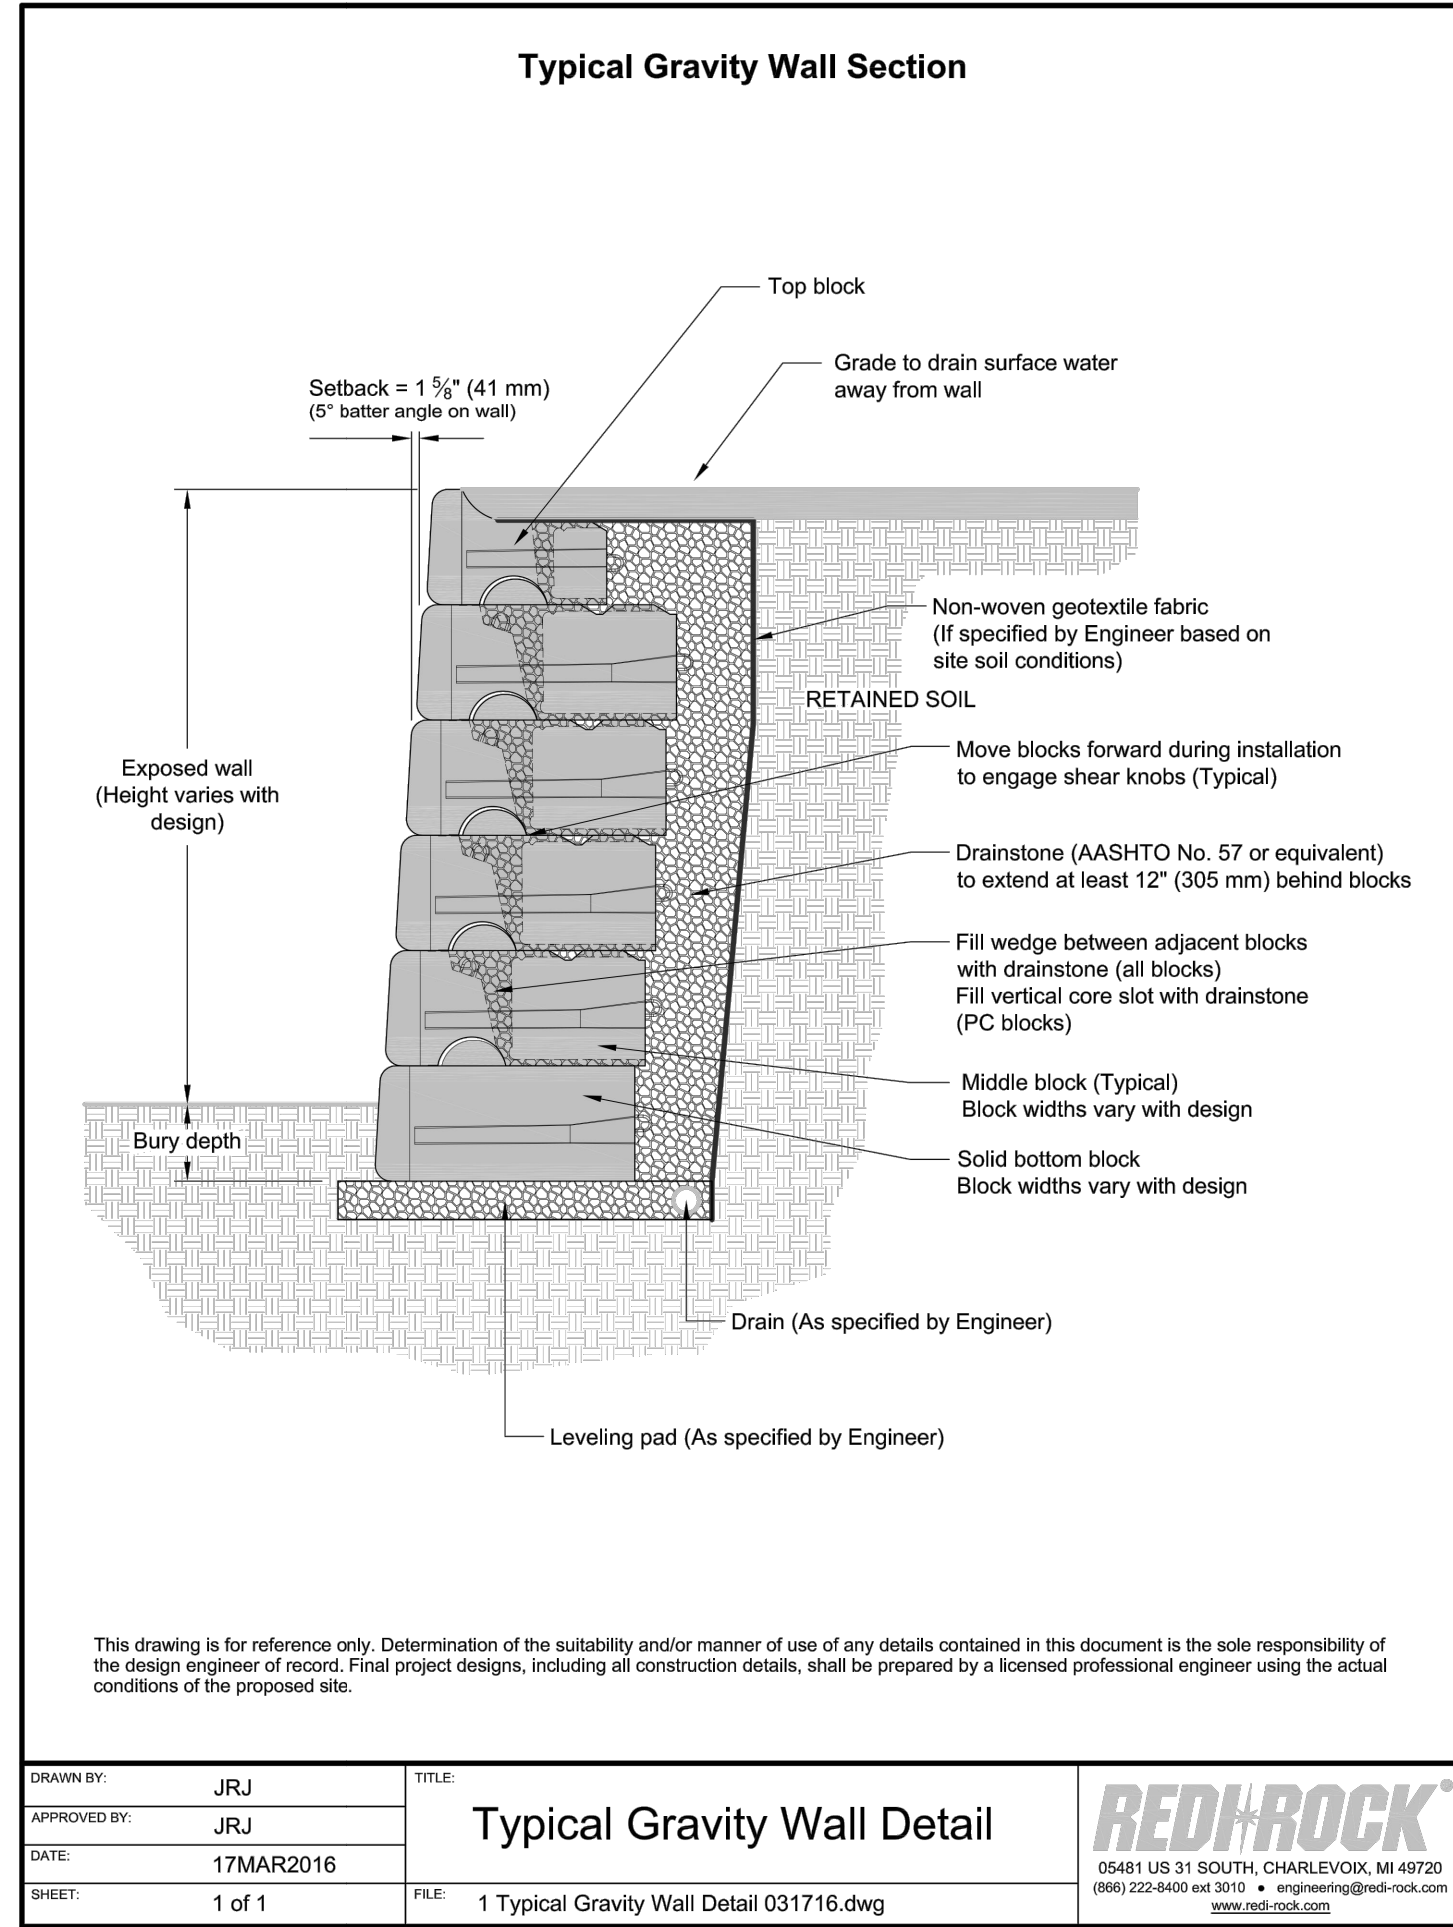 Typical Gravity Wall Section
Top block
Grade to drain surface water
away from wall
Setback = 1 5⁄8" (41 mm)
(5° batter angle on wall)
Non-woven geotextile fabric
(If specified by Engineer based on
site soil conditions)
RETAINED SOIL
Move blocks forward during installation
to engage shear knobs (Typical)
Exposed wall
(Height varies with
design)
Drainstone (AASHTO No. 57 or equivalent)
to extend at least 12" (305 mm) behind blocks
Fill wedge between adjacent blocks
with drainstone (all blocks)
Fill vertical core slot with drainstone
(PC blocks)
Middle block (Typical)
Block widths vary with design
Bury depth
Solid bottom block
Block widths vary with design
Drain (As specified by Engineer)
Leveling pad (As specified by Engineer)
This drawing is for reference only. Determination of the suitability and/or manner of use of any details contained in this document is the sole responsibility of
the design engineer of record. Final project designs, including all construction details, shall be prepared by a licensed professional engineer using the actual
conditions of the proposed site.
DRAWN BY: JRJ
APPROVED BY: JRJ
DATE: 17MAR2016
SHEET: 1 of 1
TITLE:
Typical Gravity Wall Detail
FILE: 1 Typical Gravity Wall Detail 031716.dwg
REDI-ROCK®
05481 US 31 SOUTH, CHARLEVOIX, MI 49720
(866) 222-8400 ext 3010 • engineering@redi-rock.com
www.redi-rock.com